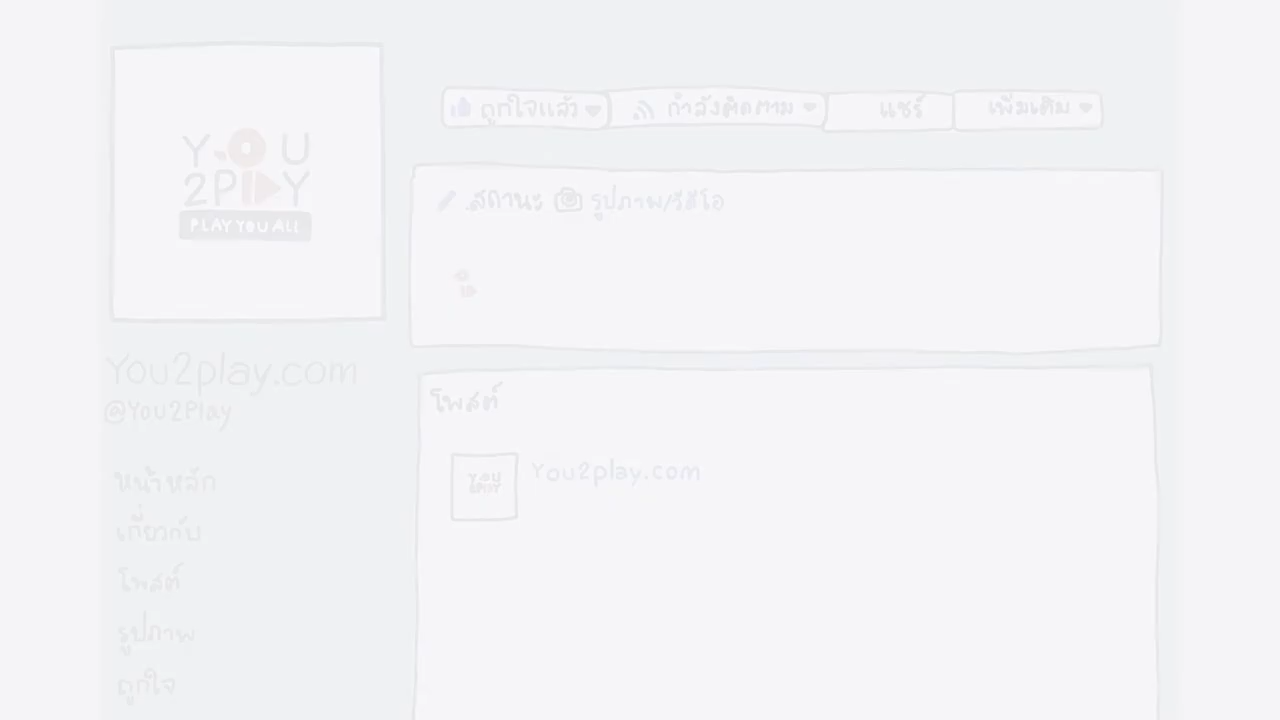 YOU
2PLAY
PLAY YOU ALL
ถูกใจแล้ว
กำลังติดตาม
แชร์
เพิ่มเติม
สถานะ รูปภาพ/วีดีโอ
You2play.com
@You2Play
โพสต์
YOU
2PLAY
You2play.com
หน้าหลัก
เกี่ยวกับ
โพสต์
รูปภาพ
ถูกใจ